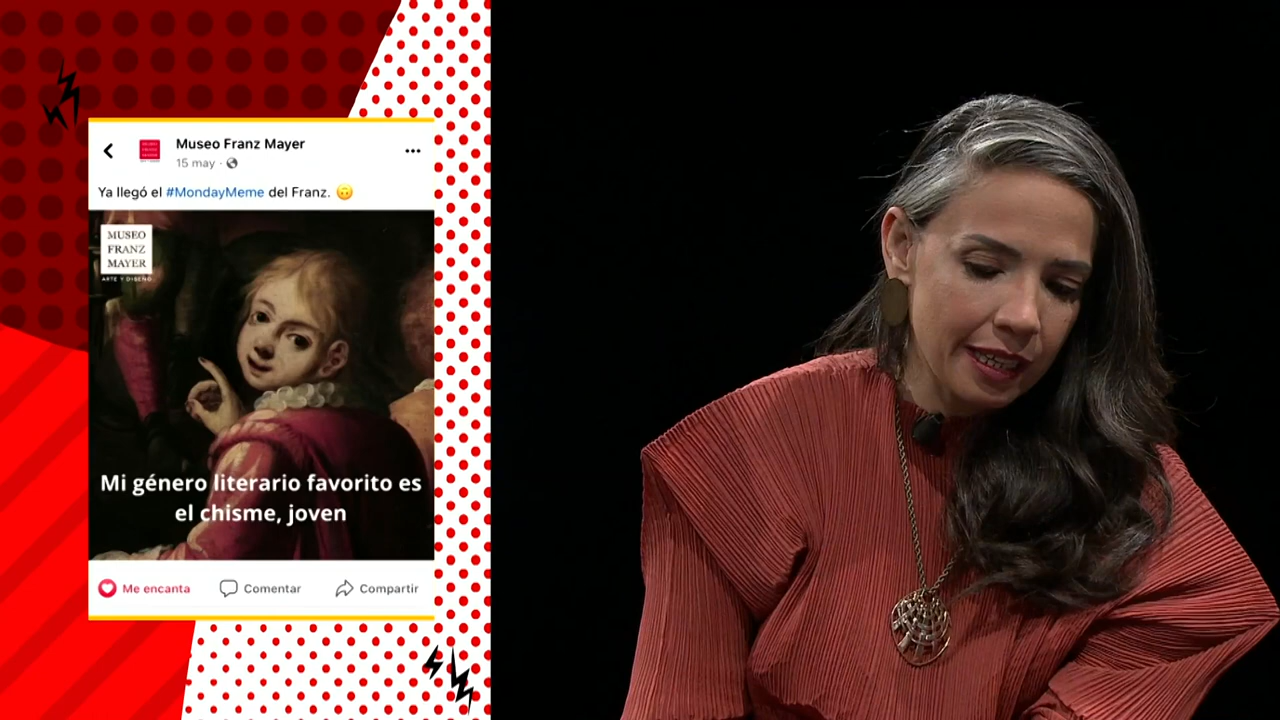 Museo Franz Mayer
15 may ·
Ya llegó el #MondayMeme del Franz. 🙃
MUSEO
FRANZ
MAYER
ARTE Y DISEÑO
Mi género literario favorito es
el chisme, joven
Me encanta Comentar Compartir